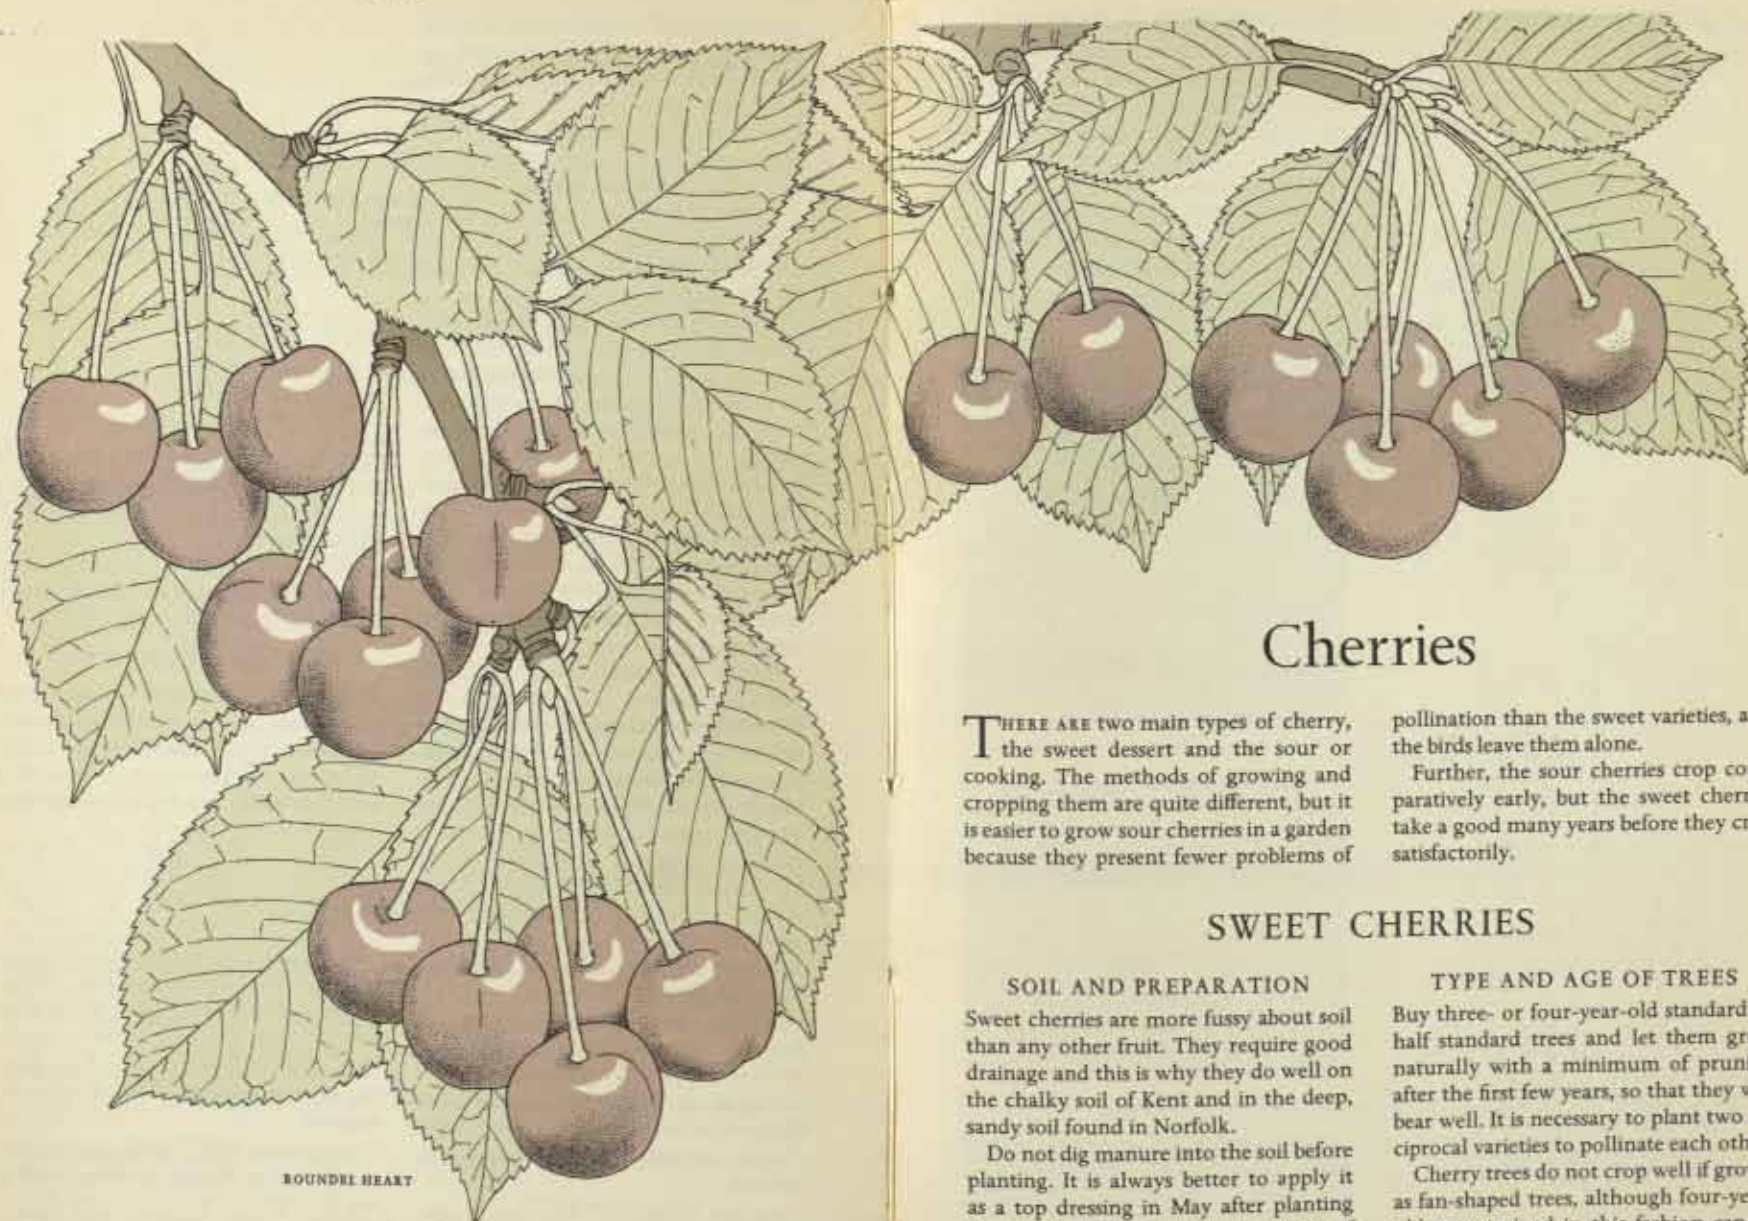 ROUNDEL HEART
Cherries
THERE ARE two main types of cherry,
the sweet dessert and the sour or
cooking. The methods of growing and
cropping them are quite different, but it
is easier to grow sour cherries in a garden
because they present fewer problems of
pollination than the sweet varieties, a
the birds leave them alone.
Further, the sour cherries crop co
paratively early, but the sweet cher
take a good many years before they cr
satisfactorily.
SWEET CHERRIES
SOIL AND PREPARATION
Sweet cherries are more fussy about soil
than any other fruit. They require good
drainage and this is why they do well on
the chalky soil of Kent and in the deep,
sandy soil found in Norfolk.
Do not dig manure into the soil before
planting. It is always better to apply it
as a top dressing in May after planting
TYPE AND AGE OF TREES
Buy three- or four-year-old standard
half standard trees and let them gr
naturally with a minimum of prun
after the first few years, so that they w
bear well. It is necessary to plant two
ciprocal varieties to pollinate each oth
Cherry trees do not crop well if grow
as fan-shaped trees, although four-ye